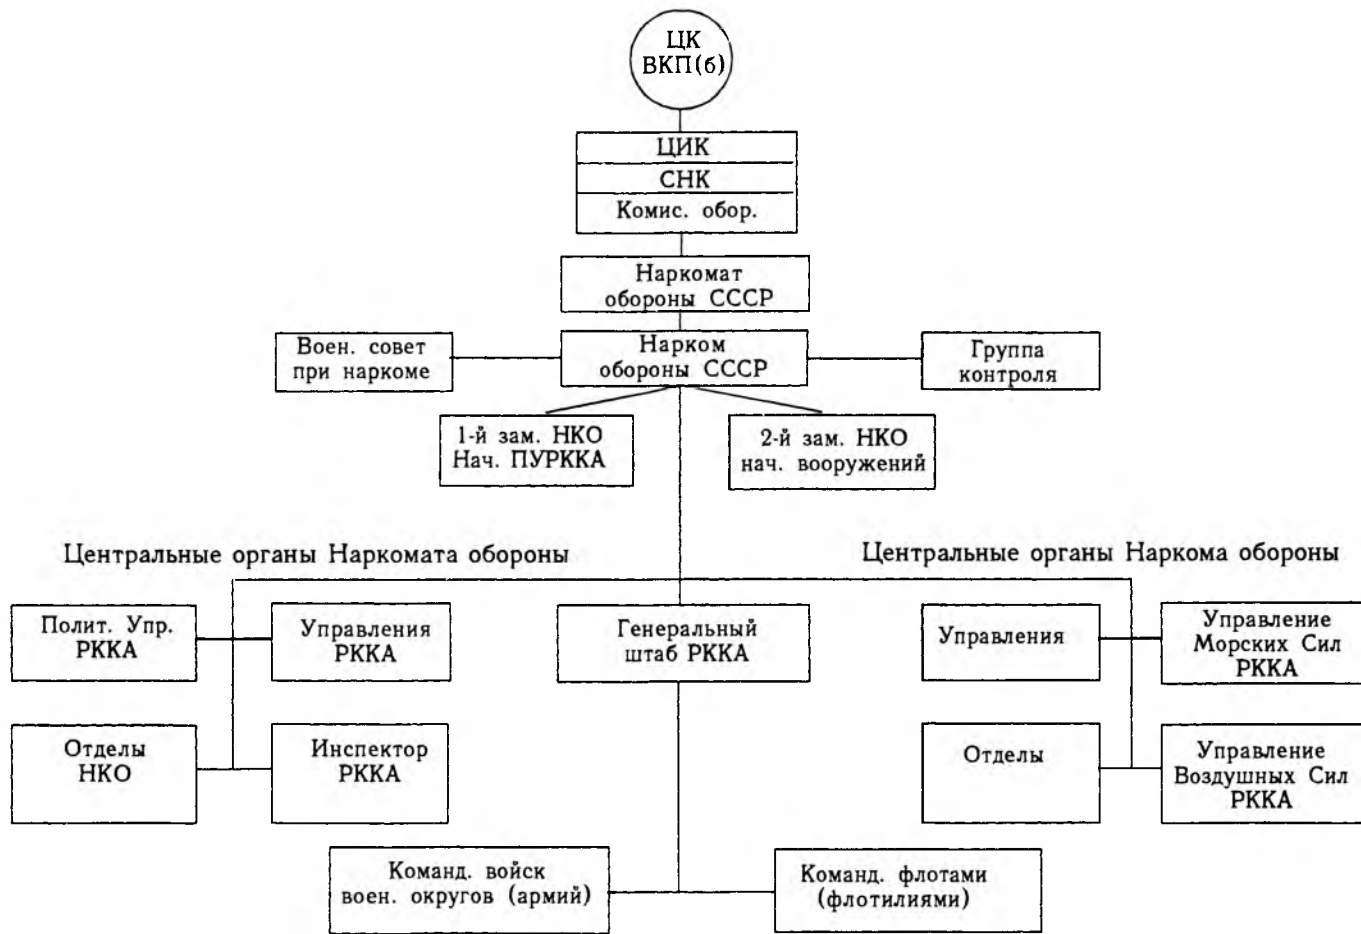 ЦК
ВКП(б)
ЦИК
СНК
Комис. обор.
Наркомат
обороны СССР
Воен. совет
при наркоме
Нарком
обороны СССР
Группа
контроля
1-й зам. НКО
Нач. ПУРККА
2-й зам. НКО
нач. вооружений
Центральные органы Наркомата обороны
Центральные органы Наркома обороны
Полит. Упр.
РККА
Управления
РККА
Генеральный
штаб РККА
Управления
Управление
Морских Сил
РККА
Отделы
НКО
Инспектор
РККА
Отделы
Управление
Воздушных Сил
РККА
Команд. войск
воен. округов (армий)
Команд. флотами
(флотилиями)